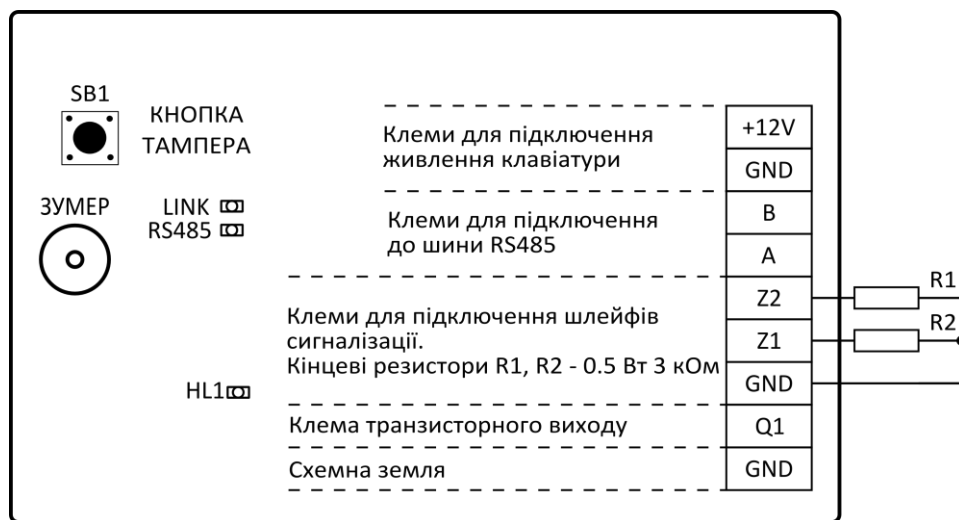 SB1
КНОПКА
ТАМПЕРА
ЗУМЕР
LINK
RS485
HL1
Клеми для підключення
живлення клавіатури
Клеми для підключення
до шини RS485
Клеми для підключення шлейфів
сигналізації.
Кінцеві резистори R1, R2 - 0.5 Вт 3 кОм
Клема транзисторного виходу
Схемна земля
+12V
GND
B
A
Z2
Z1
GND
Q1
GND
R1
R2